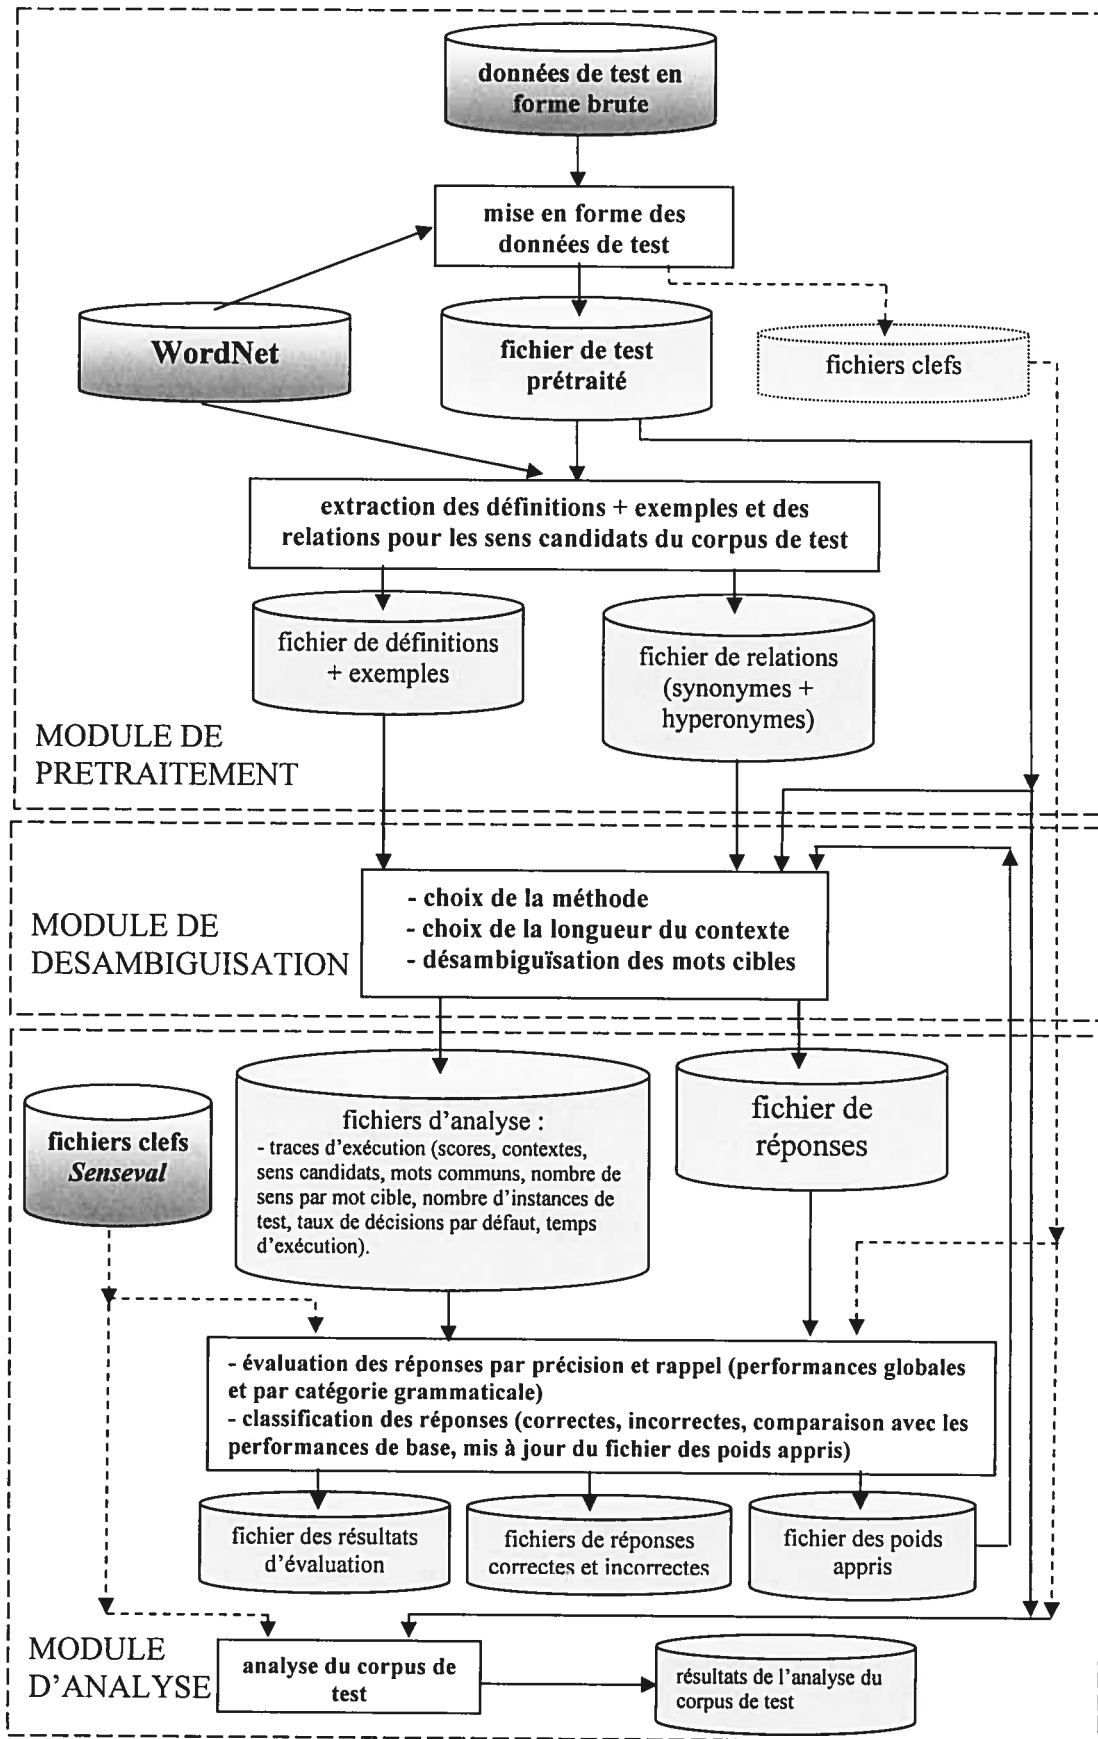 données de test en
forme brute
mise en forme des
données de test
WordNet
fichier de test
prétraité
fichiers clefs
extraction des définitions + exemples et des
relations pour les sens candidats du corpus de test
fichier de définitions
+ exemples
fichier de relations
(synonymes +
hyperonymes)
MODULE DE
PRETRAITEMENT
- choix de la méthode
- choix de la longueur du contexte
- désambiguïsation des mots cibles
MODULE DE
DESAMBIGUISATION
fichiers clefs
Senseval
fichiers d'analyse :
- traces d'exécution (scores, contextes,
sens candidats, mots communs, nombre de
sens par mot cible, nombre d'instances de
test, taux de décisions par défaut, temps
d'exécution).
fichier de
réponses
- évaluation des réponses par précision et rappel (performances globales
et par catégorie grammaticale)
- classification des réponses (correctes, incorrectes, comparaison avec les
performances de base, mis à jour du fichier des poids appris)
fichier des résultats
d'évaluation
fichiers de réponses
correctes et incorrectes
fichier des poids
appris
MODULE
D'ANALYSE
analyse du corpus de
test
résultats de l'analyse du
corpus de test